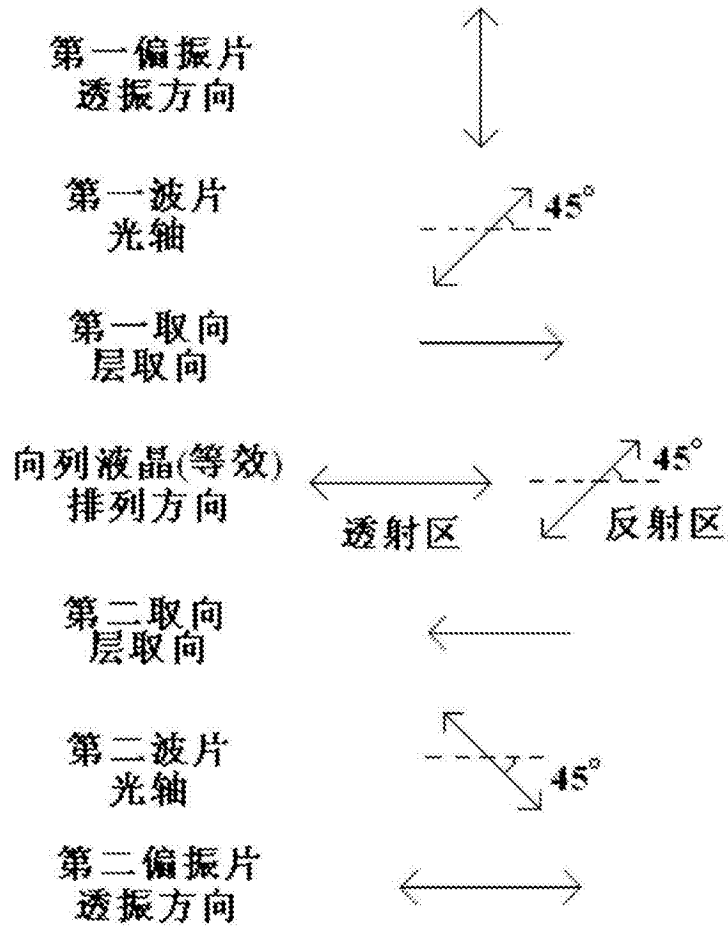 第一偏振片
透振方向
第一波片
光轴
45°
第一取向
层取向
向列液晶(等效)
排列方向
透射区
45°
反射区
第二取向
层取向
第二波片
光轴
45°
第二偏振片
透振方向